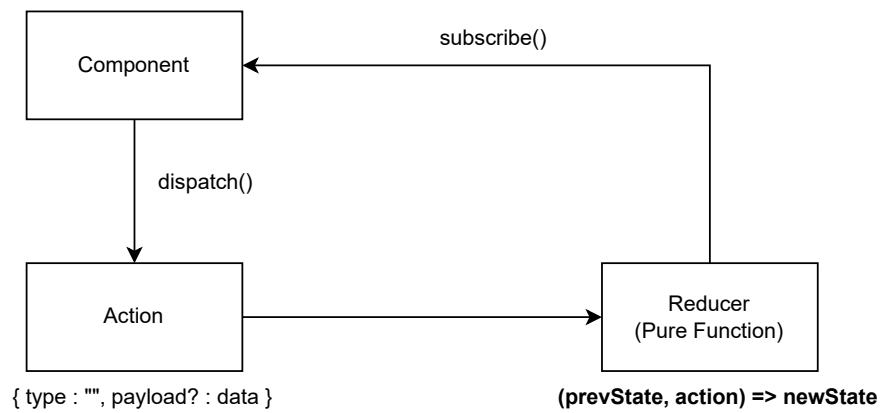 subscribe()
Component
dispatch()
Action
Reducer
(Pure Function)
{ type : "", payload? : data }
(prevState, action) => newState